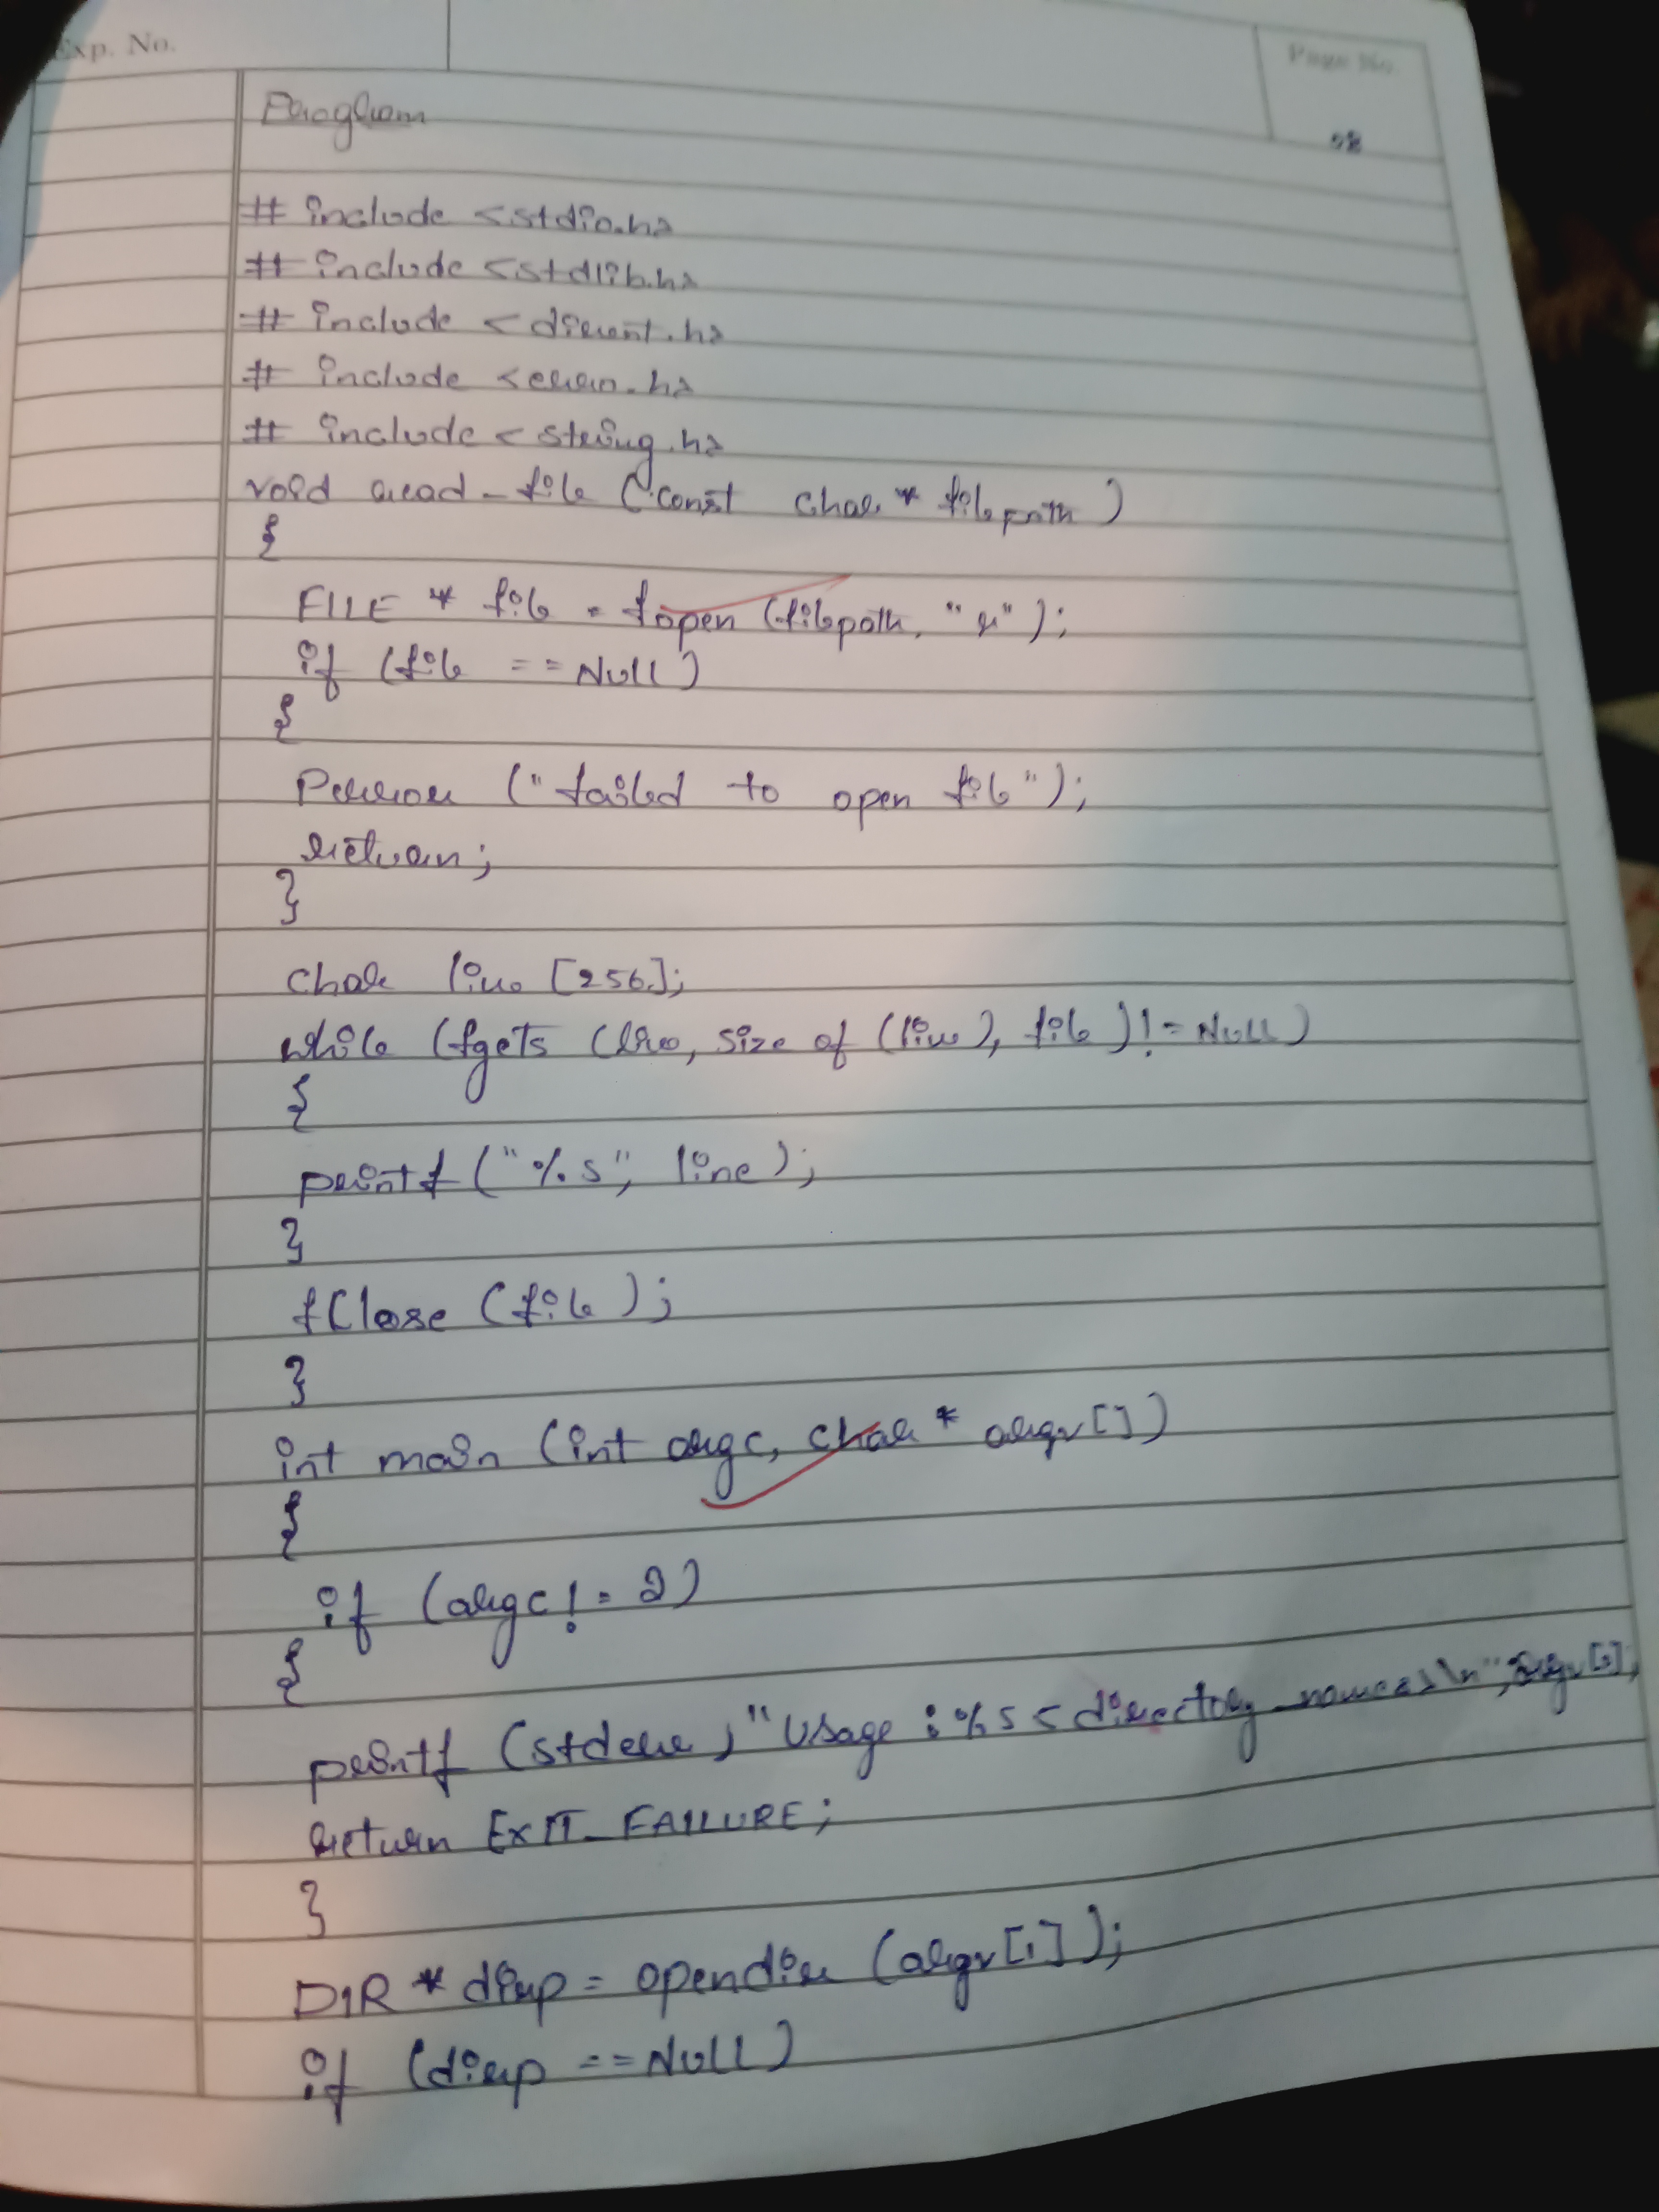 Exp. No.
Page No.
Program
# include <stdio.h>
# include <stdlib.h>
# include <dirent.h>
# include <errno.h>
# include <string.h>
void read_file (const char * filepath)
{
FILE * file = fopen (filepath, "r");
if (file == Null)
{
Perror ("failed to open file");
return;
}
char line [256];
while (fgets (line, size of (line), file) != NULL)
{
printf ("%s", line);
}
fClose (file);
}
int main (int argc, char * argv[])
{
if (argc != 2)
{
printf (stderr, "Usage : %s < directory_names>\n", argv[0],
return EXIT_FAILURE;
}
DIR * dirp = opendir (argv[1]);
if (dirp == NULL)